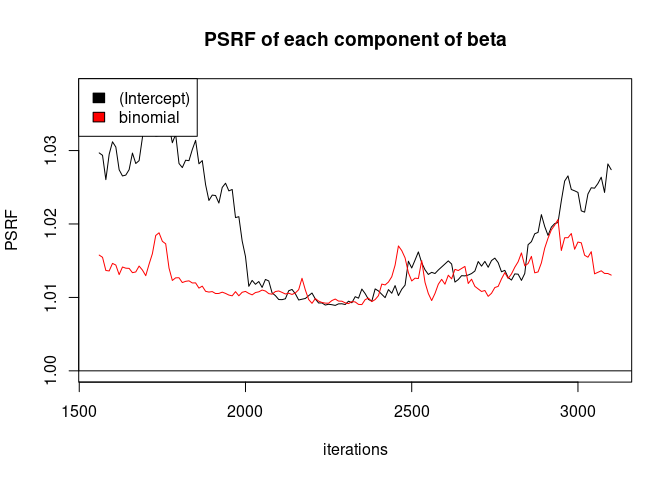 PSRF of each component of beta
(Intercept)
binomial
PSRF
1.03
1.02
1.01
1.00
1500 2000 2500 3000
iterations